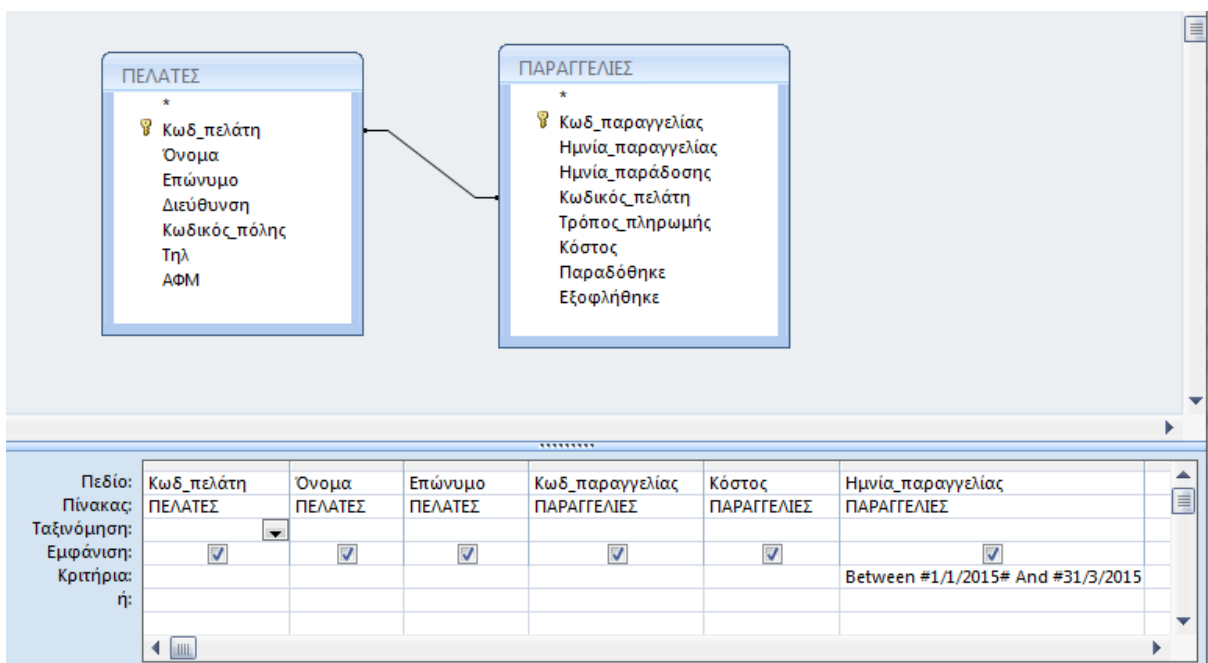 ΠΕΛΑΤΕΣ
*
Κωδ_πελάτη
Όνομα
Επώνυμο
Διεύθυνση
Κωδικός_πόλης
Τηλ
ΑΦΜ
ΠΑΡΑΓΓΕΛΙΕΣ
*
Κωδ_παραγγελίας
Ημνία_παραγγελίας
Ημνία_παράδοσης
Κωδικός_πελάτη
Τρόπος_πληρωμής
Κόστος
Παραδόθηκε
Εξοφλήθηκε
Πεδίο: Κωδ_πελάτη Όνομα Επώνυμο Κωδ_παραγγελίας Κόστος Ημνία_παραγγελίας
Πίνακας: ΠΕΛΑΤΕΣ ΠΕΛΑΤΕΣ ΠΕΛΑΤΕΣ ΠΑΡΑΓΓΕΛΙΕΣ ΠΑΡΑΓΓΕΛΙΕΣ ΠΑΡΑΓΓΕΛΙΕΣ
Ταξινόμηση:
Εμφάνιση:
Κριτήρια: Between #1/1/2015# And #31/3/2015
ή: